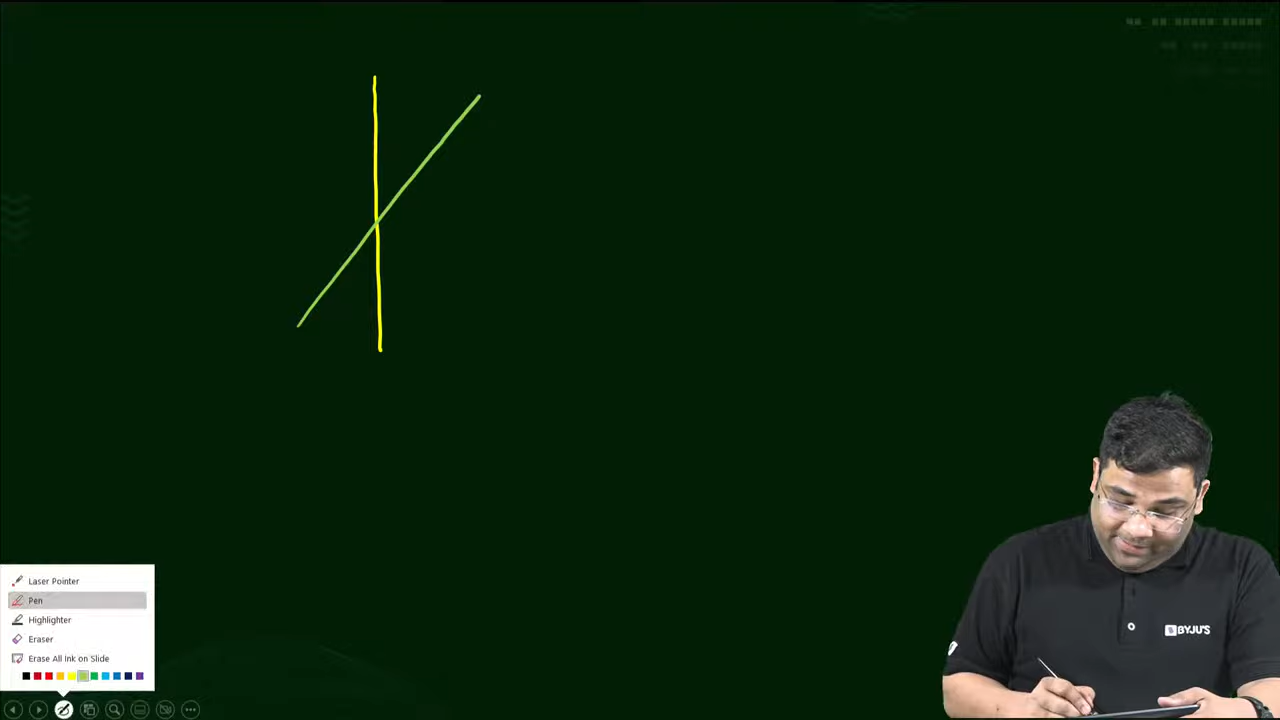 Laser Pointer
Pen
Highlighter
Eraser
Erase All Ink on Slide
BYJU'S